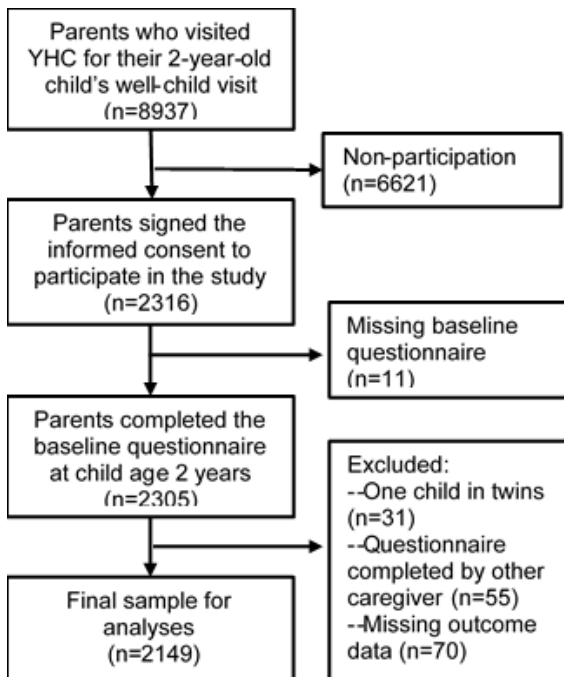 Parents who visited
YHC for their 2-year-old
child's well-child visit
(n=8937)
Non-participation
(n=6621)
Parents signed the
informed consent to
participate in the study
(n=2316)
Missing baseline
questionnaire
(n=11)
Parents completed the
baseline questionnaire
at child age 2 years
(n=2305)
Excluded:
--One child in twins
(n=31)
--Questionnaire
completed by other
caregiver (n=55)
--Missing outcome
data (n=70)
Final sample for
analyses
(n=2149)